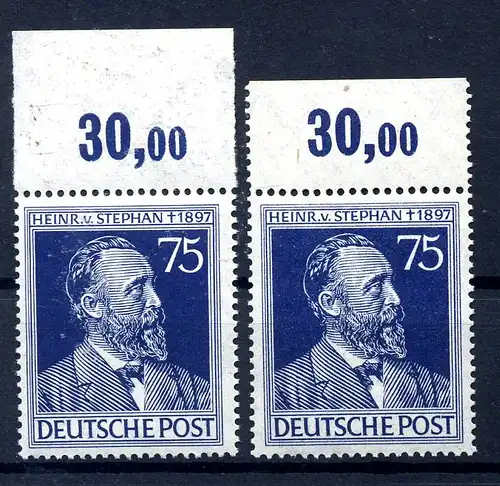 30,00
HEINR.v. STEPHAN † 1897
75
DEUTSCHE POST
30,00
HEINR.v. STEPHAN † 1897
75
DEUTSCHE POST